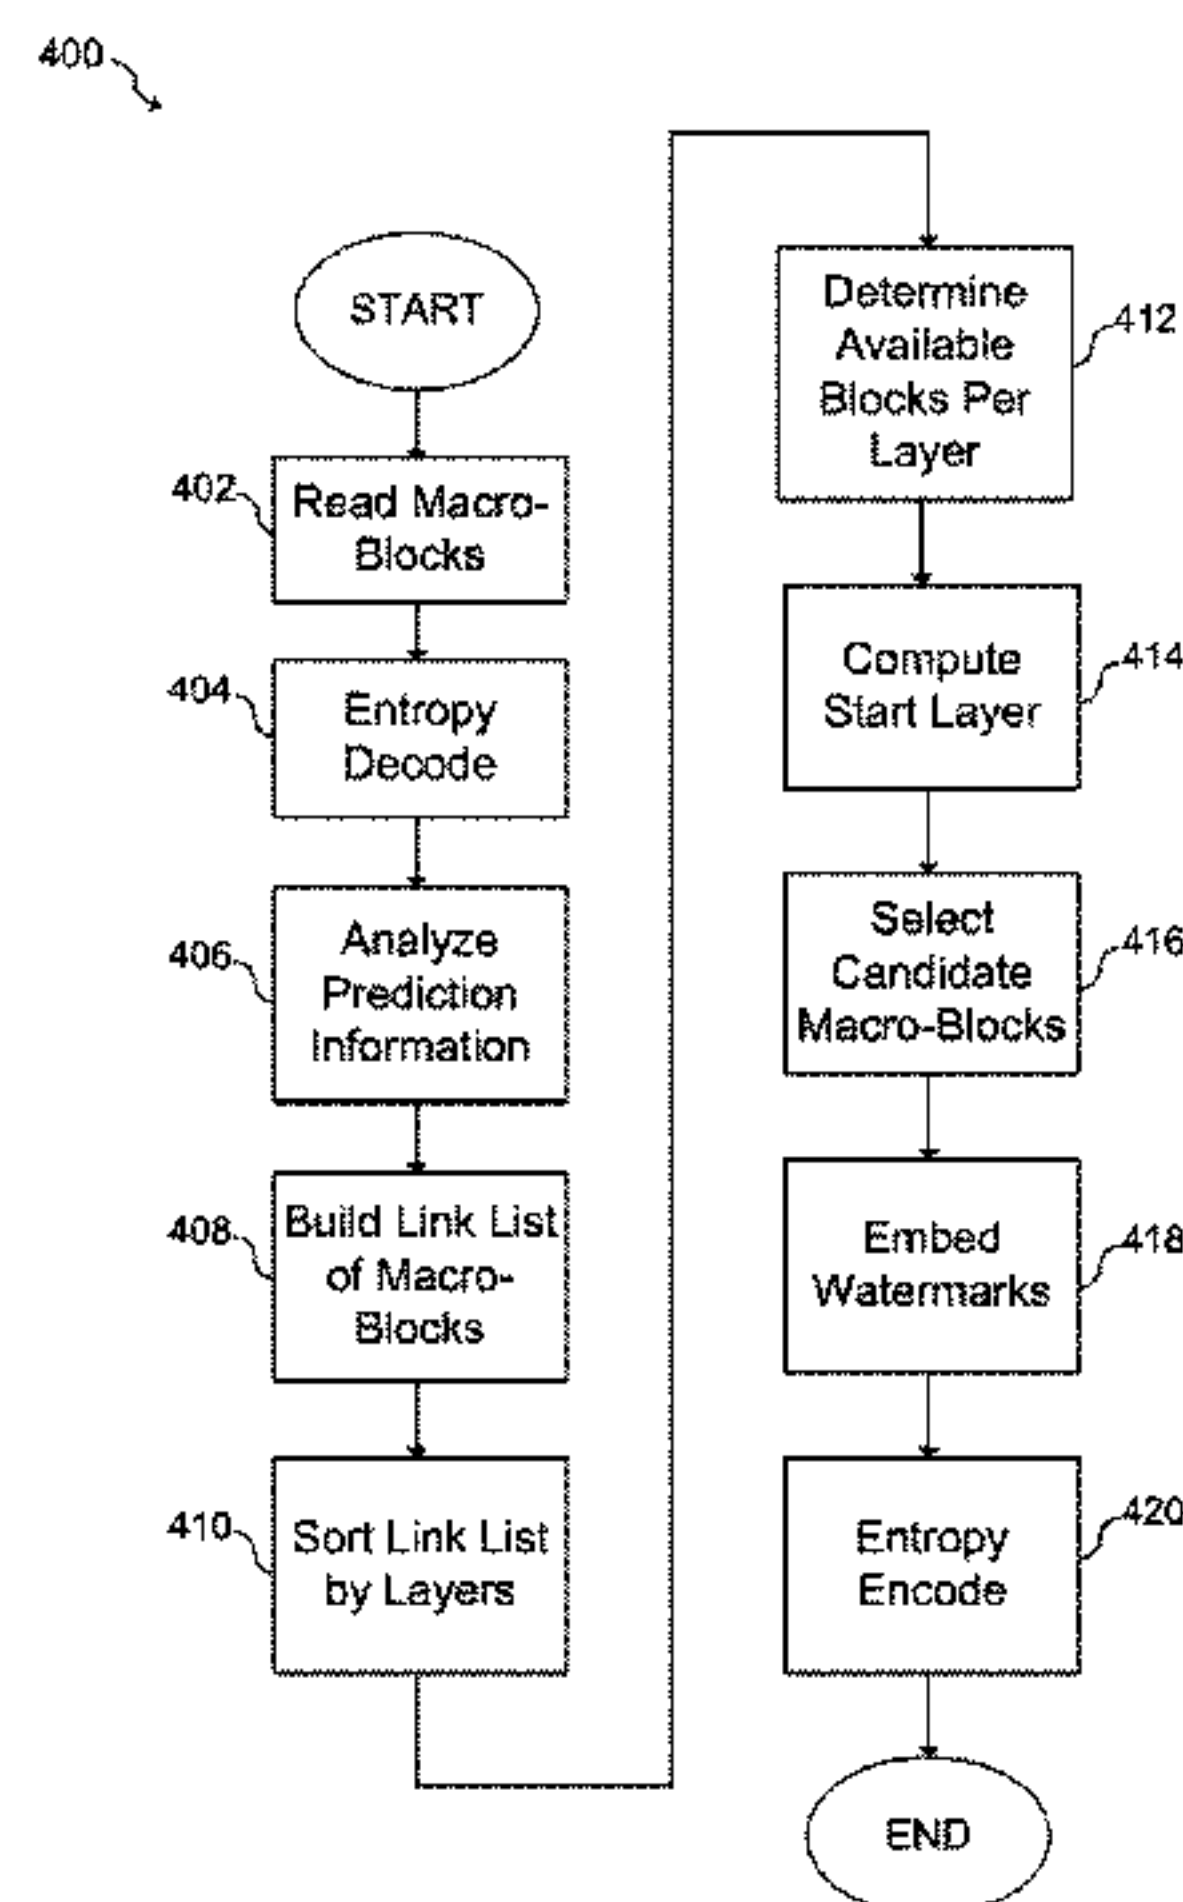 400
START
402
Read Macro-
Blocks
404
Entropy
Decode
406
Analyze
Prediction
Information
408
Build Link List
of Macro-
Blocks
410
Sort Link List
by Layers
Determine
Available
Blocks Per
Layer
412
Compute
Start Layer
414
Select
Candidate
Macro-Blocks
416
Embed
Watermarks
418
Entropy
Encode
420
END